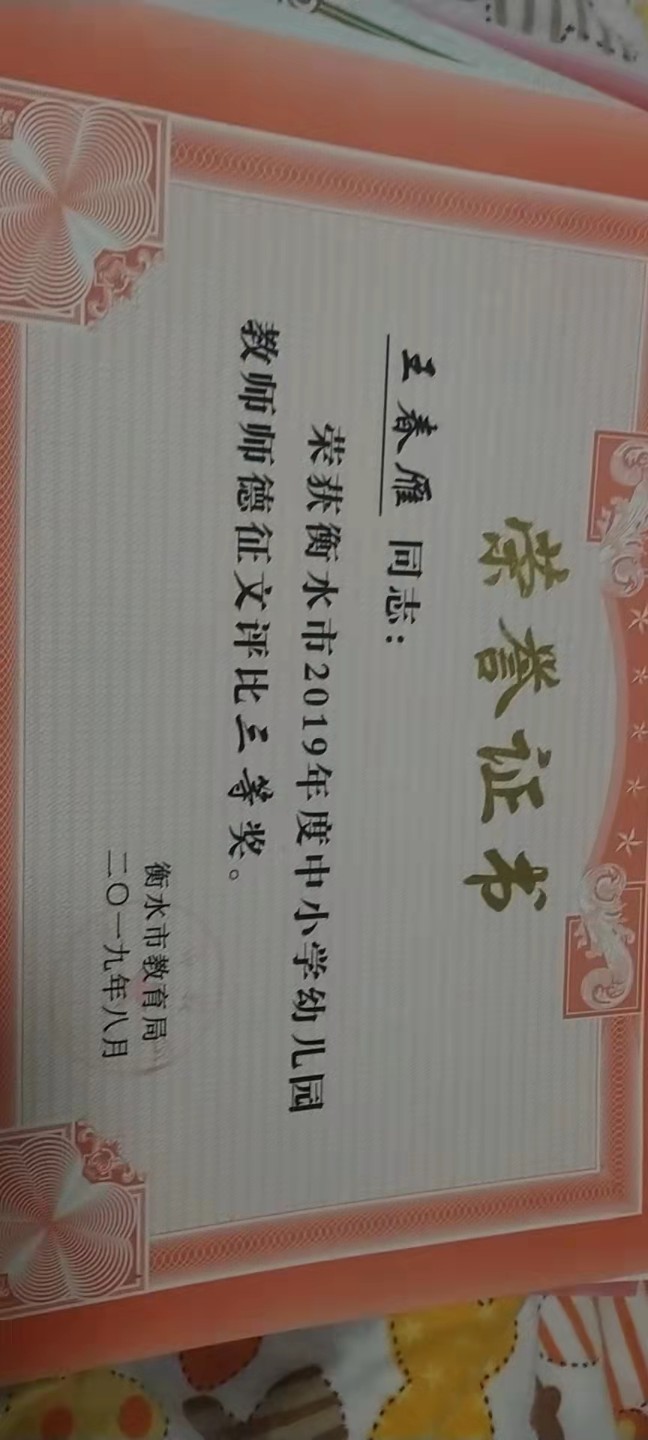 荣誉证书
王春雁 同志：
荣获衡水市2019年度中小学幼儿园
教师师德征文评比三等奖。
衡水市教育局
二〇一九年八月